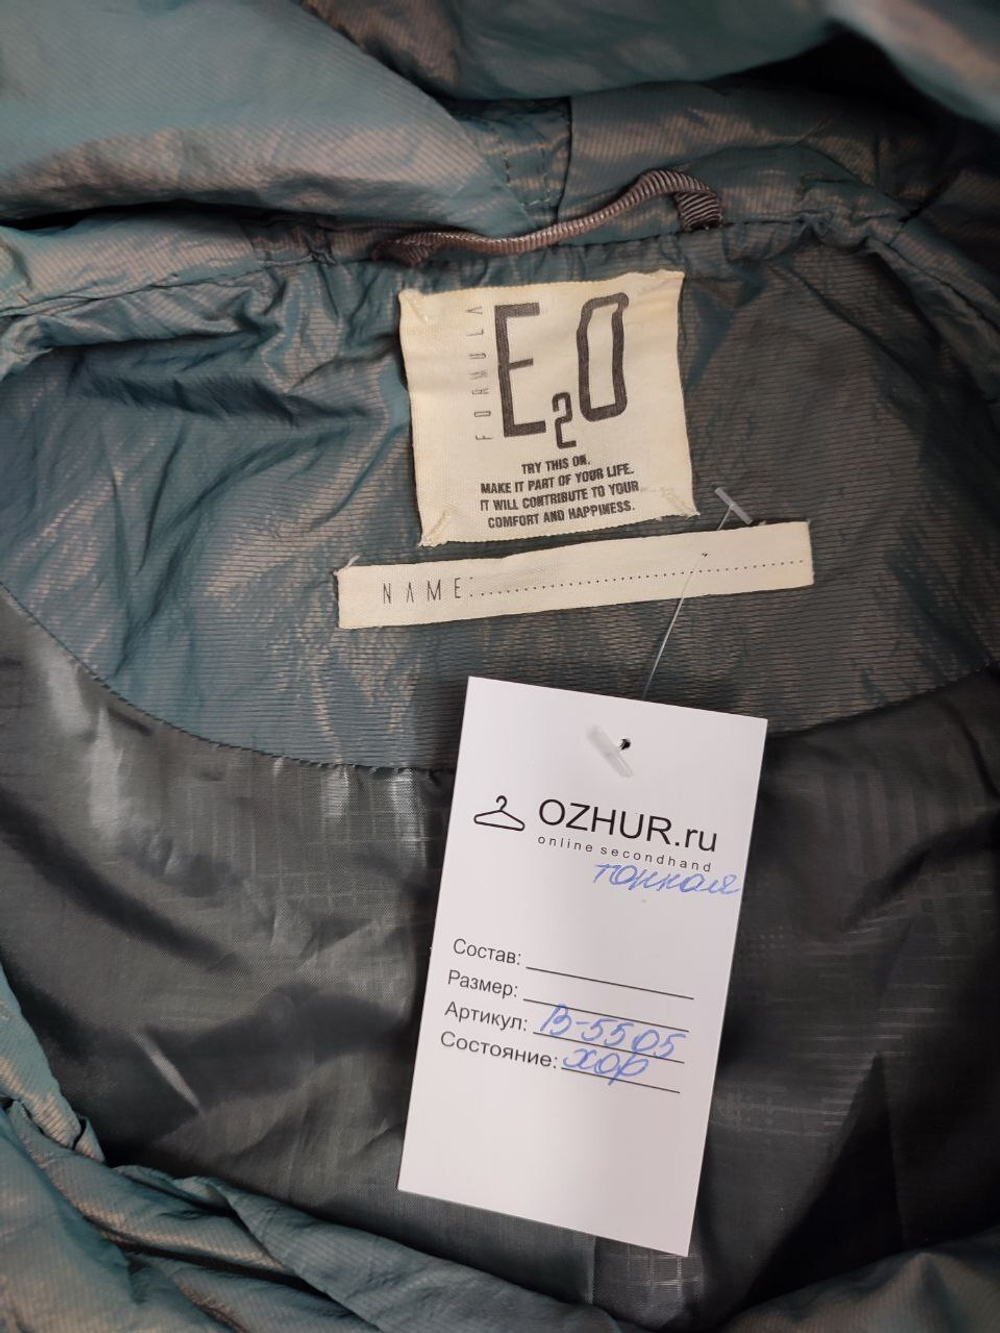 FORMULA
E2O
TRY THIS ON.
MAKE IT PART OF YOUR LIFE.
IT WILL CONTRIBUTE TO YOUR
COMFORT AND HAPPINESS.
NAME:
OZHUR.ru
online secondhand
тонкая
Состав:
Размер:
Артикул: В-5505
Состояние: хор